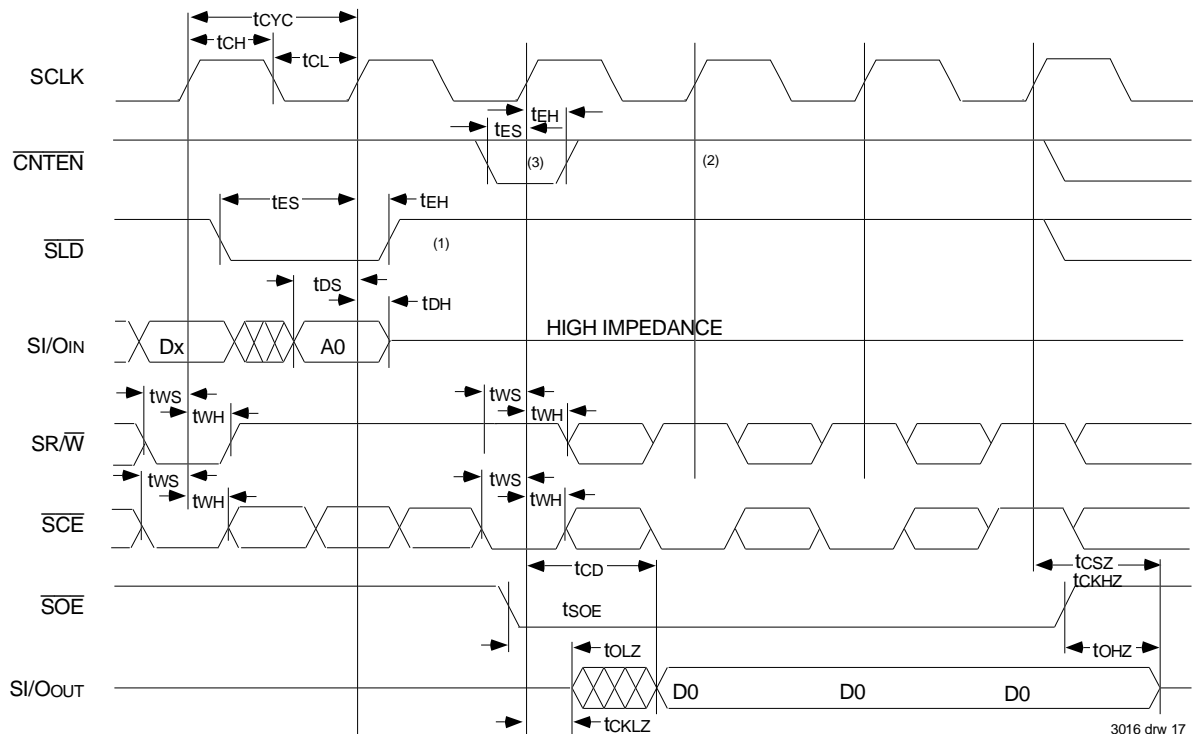 tCYC
tCH
tCL
SCLK
tEH
tES
CNTEN
(3)
(2)
tES
tEH
SLD
(1)
tDS
tDH
HIGH IMPEDANCE
SI/OIN
Dx
A0
tWS
tWS
tWH
tWH
SR/W
tWS
tWS
tWH
tWH
SCE
tCD
tCSZ
tCKHZ
SOE
tSOE
tOLZ
tOHZ
SI/OOUT
D0
D0
D0
tCKLZ
3016 drw 17